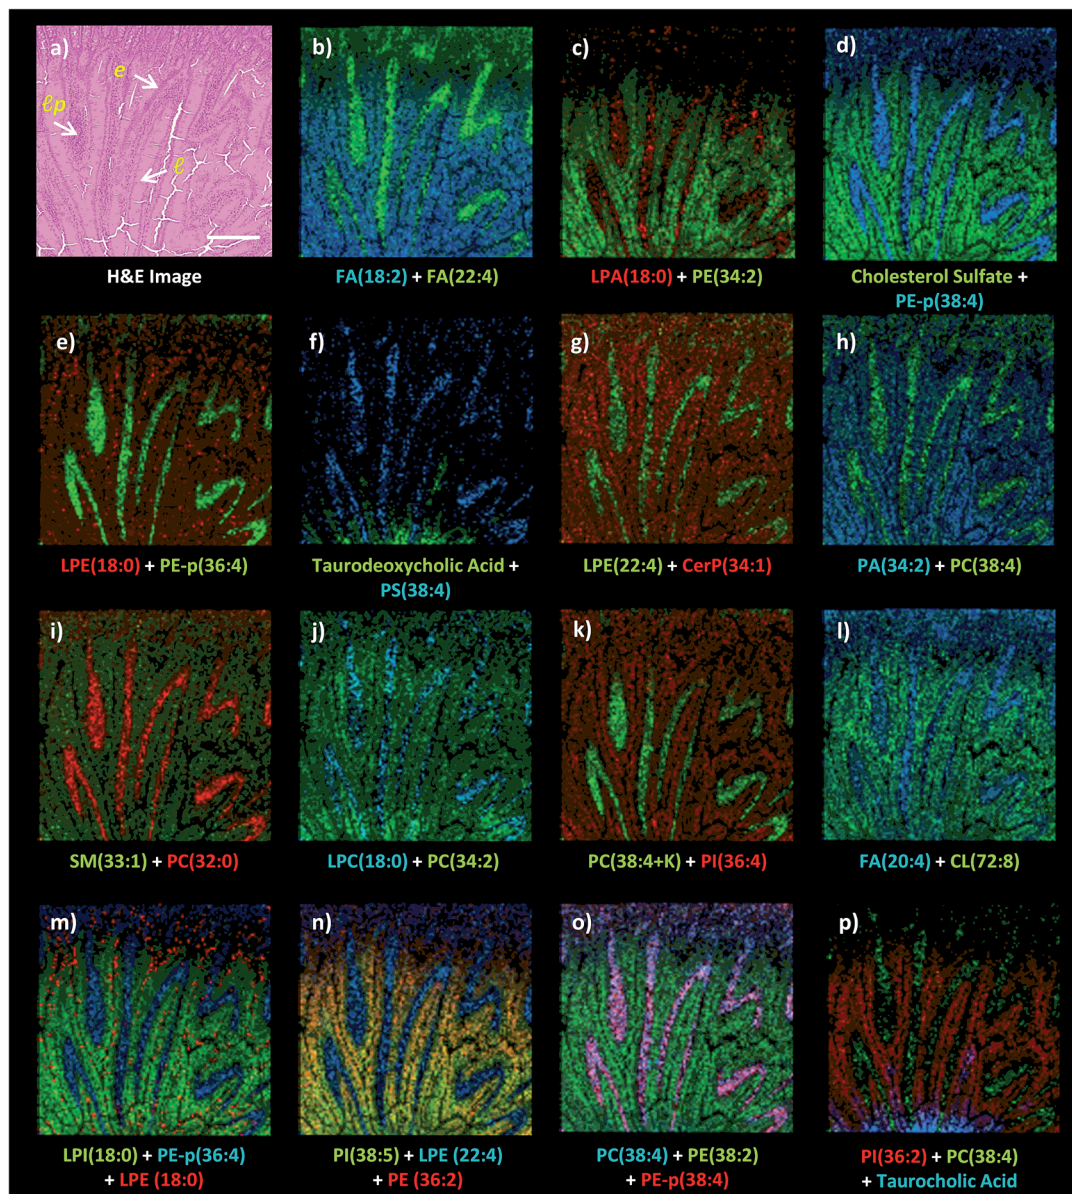 a)
e
ℓp
ℓ
H&E Image
b)
FA(18:2) + FA(22:4)
c)
LPA(18:0) + PE(34:2)
d)
Cholesterol Sulfate +
PE-p(38:4)
e)
LPE(18:0) + PE-p(36:4)
f)
Taurodeoxycholic Acid +
PS(38:4)
g)
LPE(22:4) + CerP(34:1)
h)
PA(34:2) + PC(38:4)
i)
SM(33:1) + PC(32:0)
j)
LPC(18:0) + PC(34:2)
k)
PC(38:4+K) + PI(36:4)
l)
FA(20:4) + CL(72:8)
m)
LPI(18:0) + PE-p(36:4)
+ LPE (18:0)
n)
PI(38:5) + LPE (22:4)
+ PE (36:2)
o)
PC(38:4) + PE(38:2)
+ PE-p(38:4)
p)
PI(36:2) + PC(38:4)
+ Taurocholic Acid